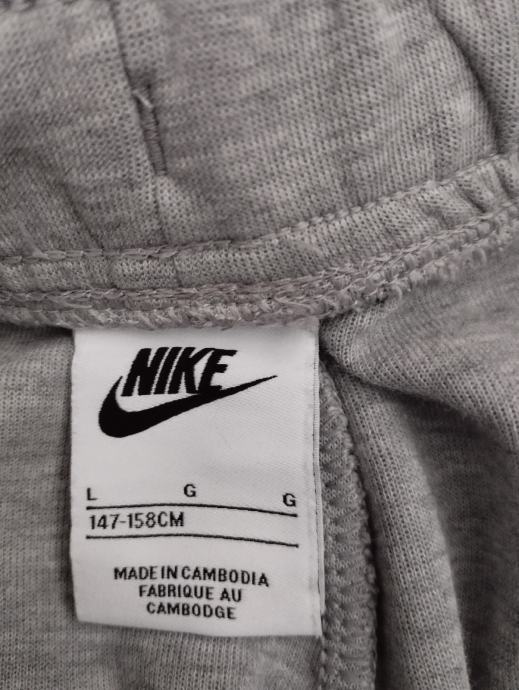 NIKE
L G G
147-158CM
MADE IN CAMBODIA
FABRIQUE AU
CAMBODGE